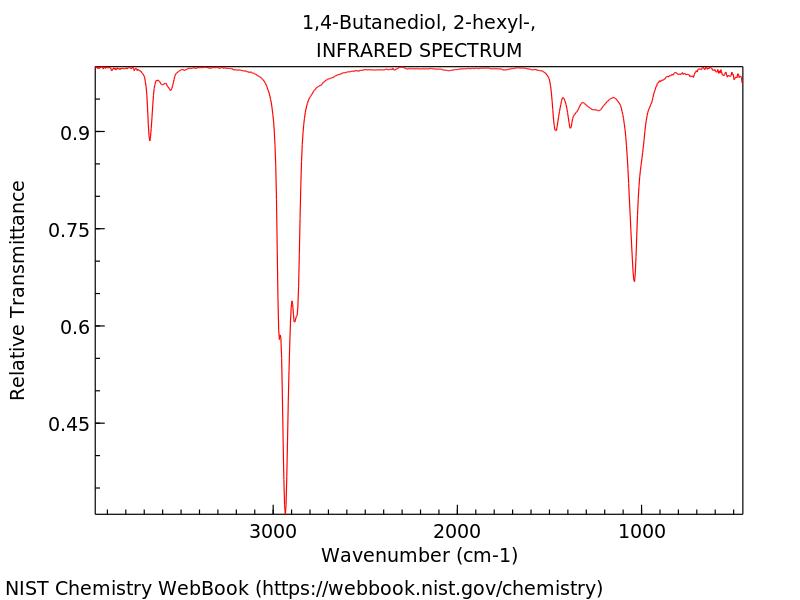 1,4-Butanediol, 2-hexyl-,
INFRARED SPECTRUM
0.9
0.75
0.6
0.45
Relative Transmittance
3000 2000 1000
Wavenumber (cm-1)
NIST Chemistry WebBook (https://webbook.nist.gov/chemistry)